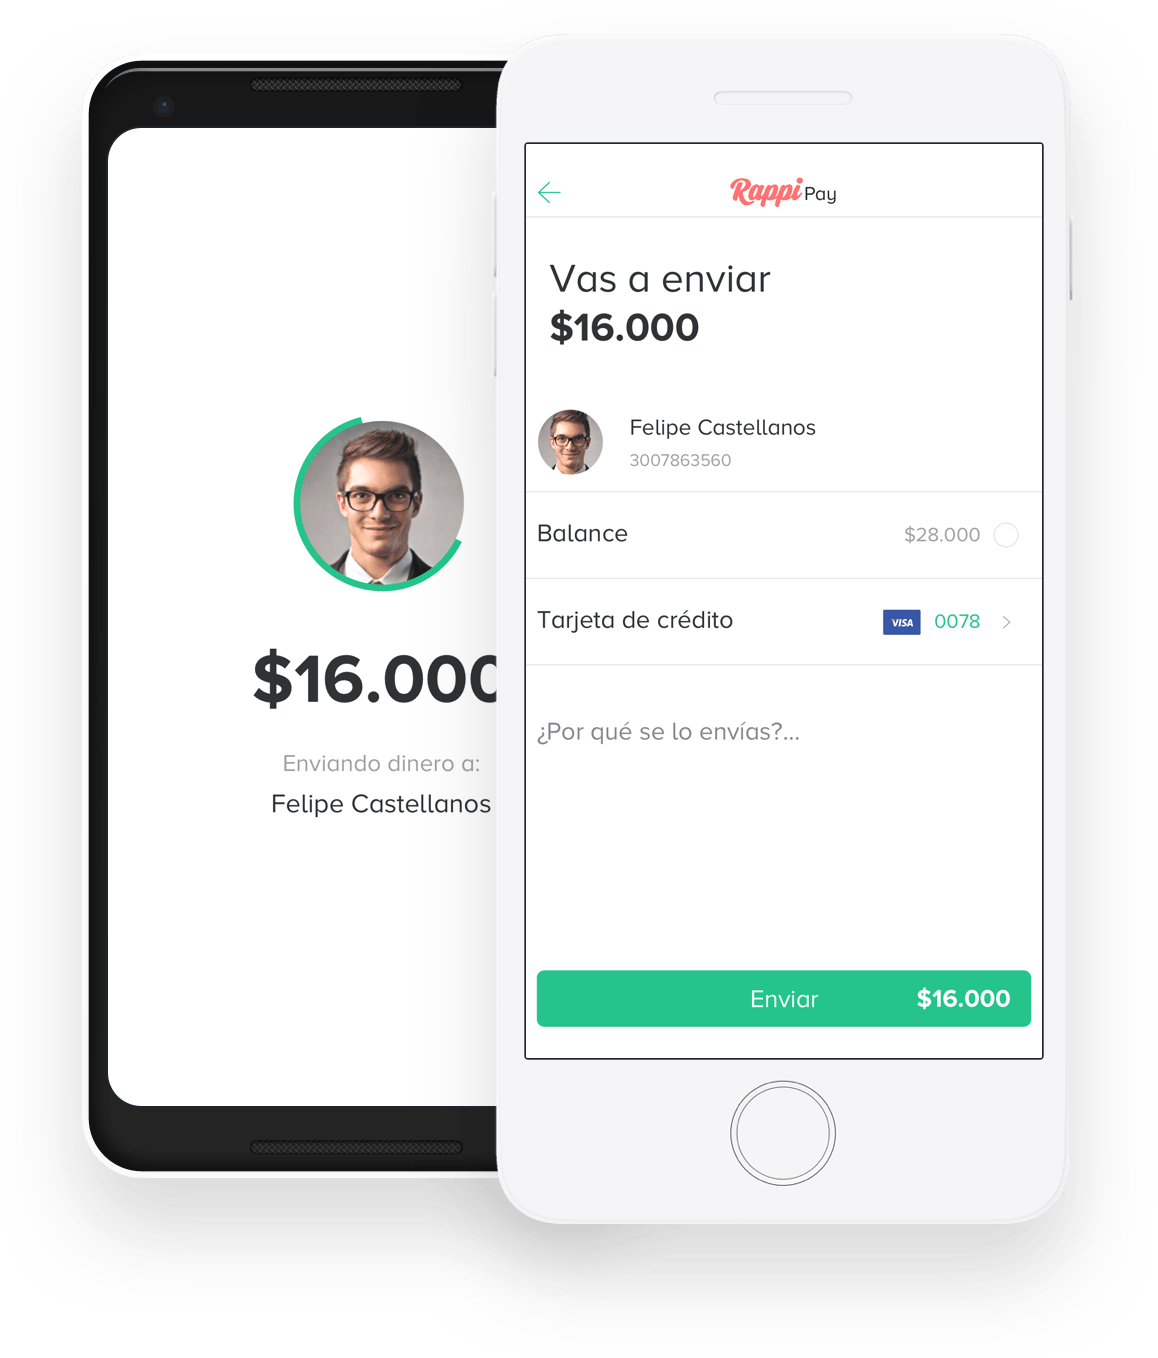 $16.000
Enviando dinero a:
Felipe Castellanos
Rappi Pay
Vas a enviar
$16.000
Felipe Castellanos
3007863560
Balance $28.000
Tarjeta de crédito VISA 0078
¿Por qué se lo envías?...
Enviar $16.000